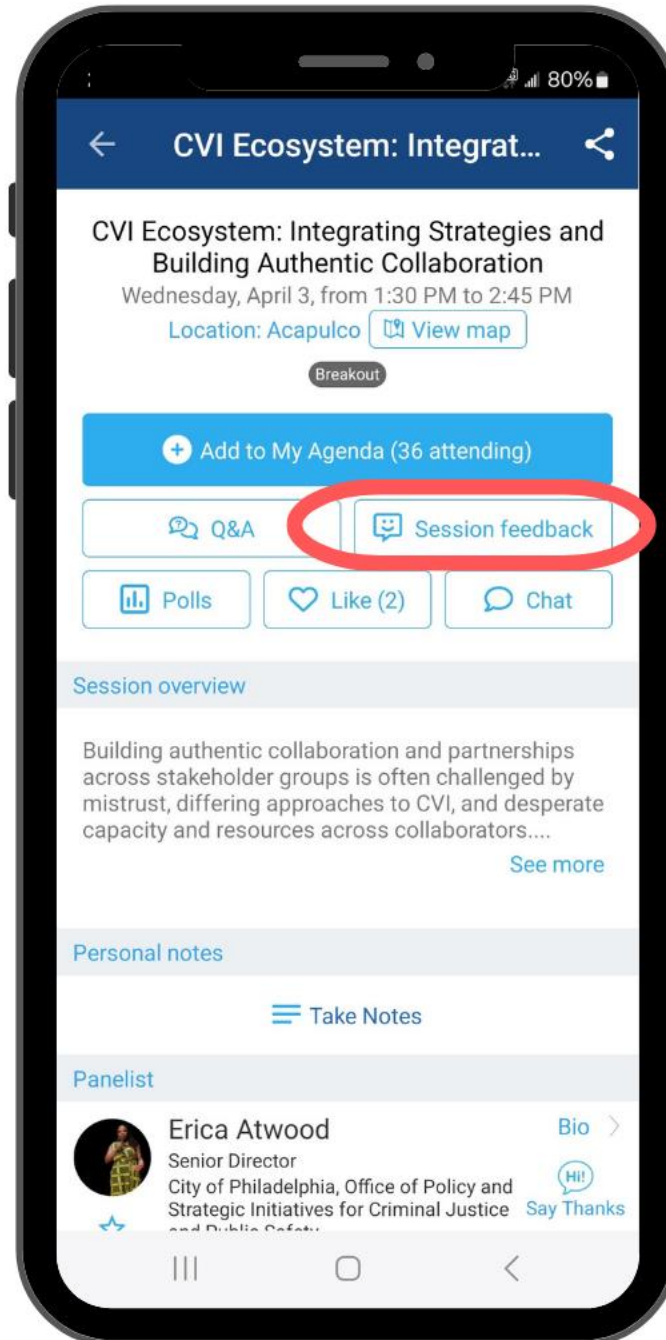 80%
CVI Ecosystem: Integrat...
CVI Ecosystem: Integrating Strategies and
Building Authentic Collaboration
Wednesday, April 3, from 1:30 PM to 2:45 PM
Location: Acapulco View map
Breakout
Add to My Agenda (36 attending)
Q&A Session feedback
Polls Like (2) Chat
Session overview
Building authentic collaboration and partnerships
across stakeholder groups is often challenged by
mistrust, differing approaches to CVI, and desperate
capacity and resources across collaborators....
See more
Personal notes
Take Notes
Panelist
Erica Atwood Bio
Senior Director
City of Philadelphia, Office of Policy and
Hi!
Strategic Initiatives for Criminal Justice Say Thanks
and Public Safety